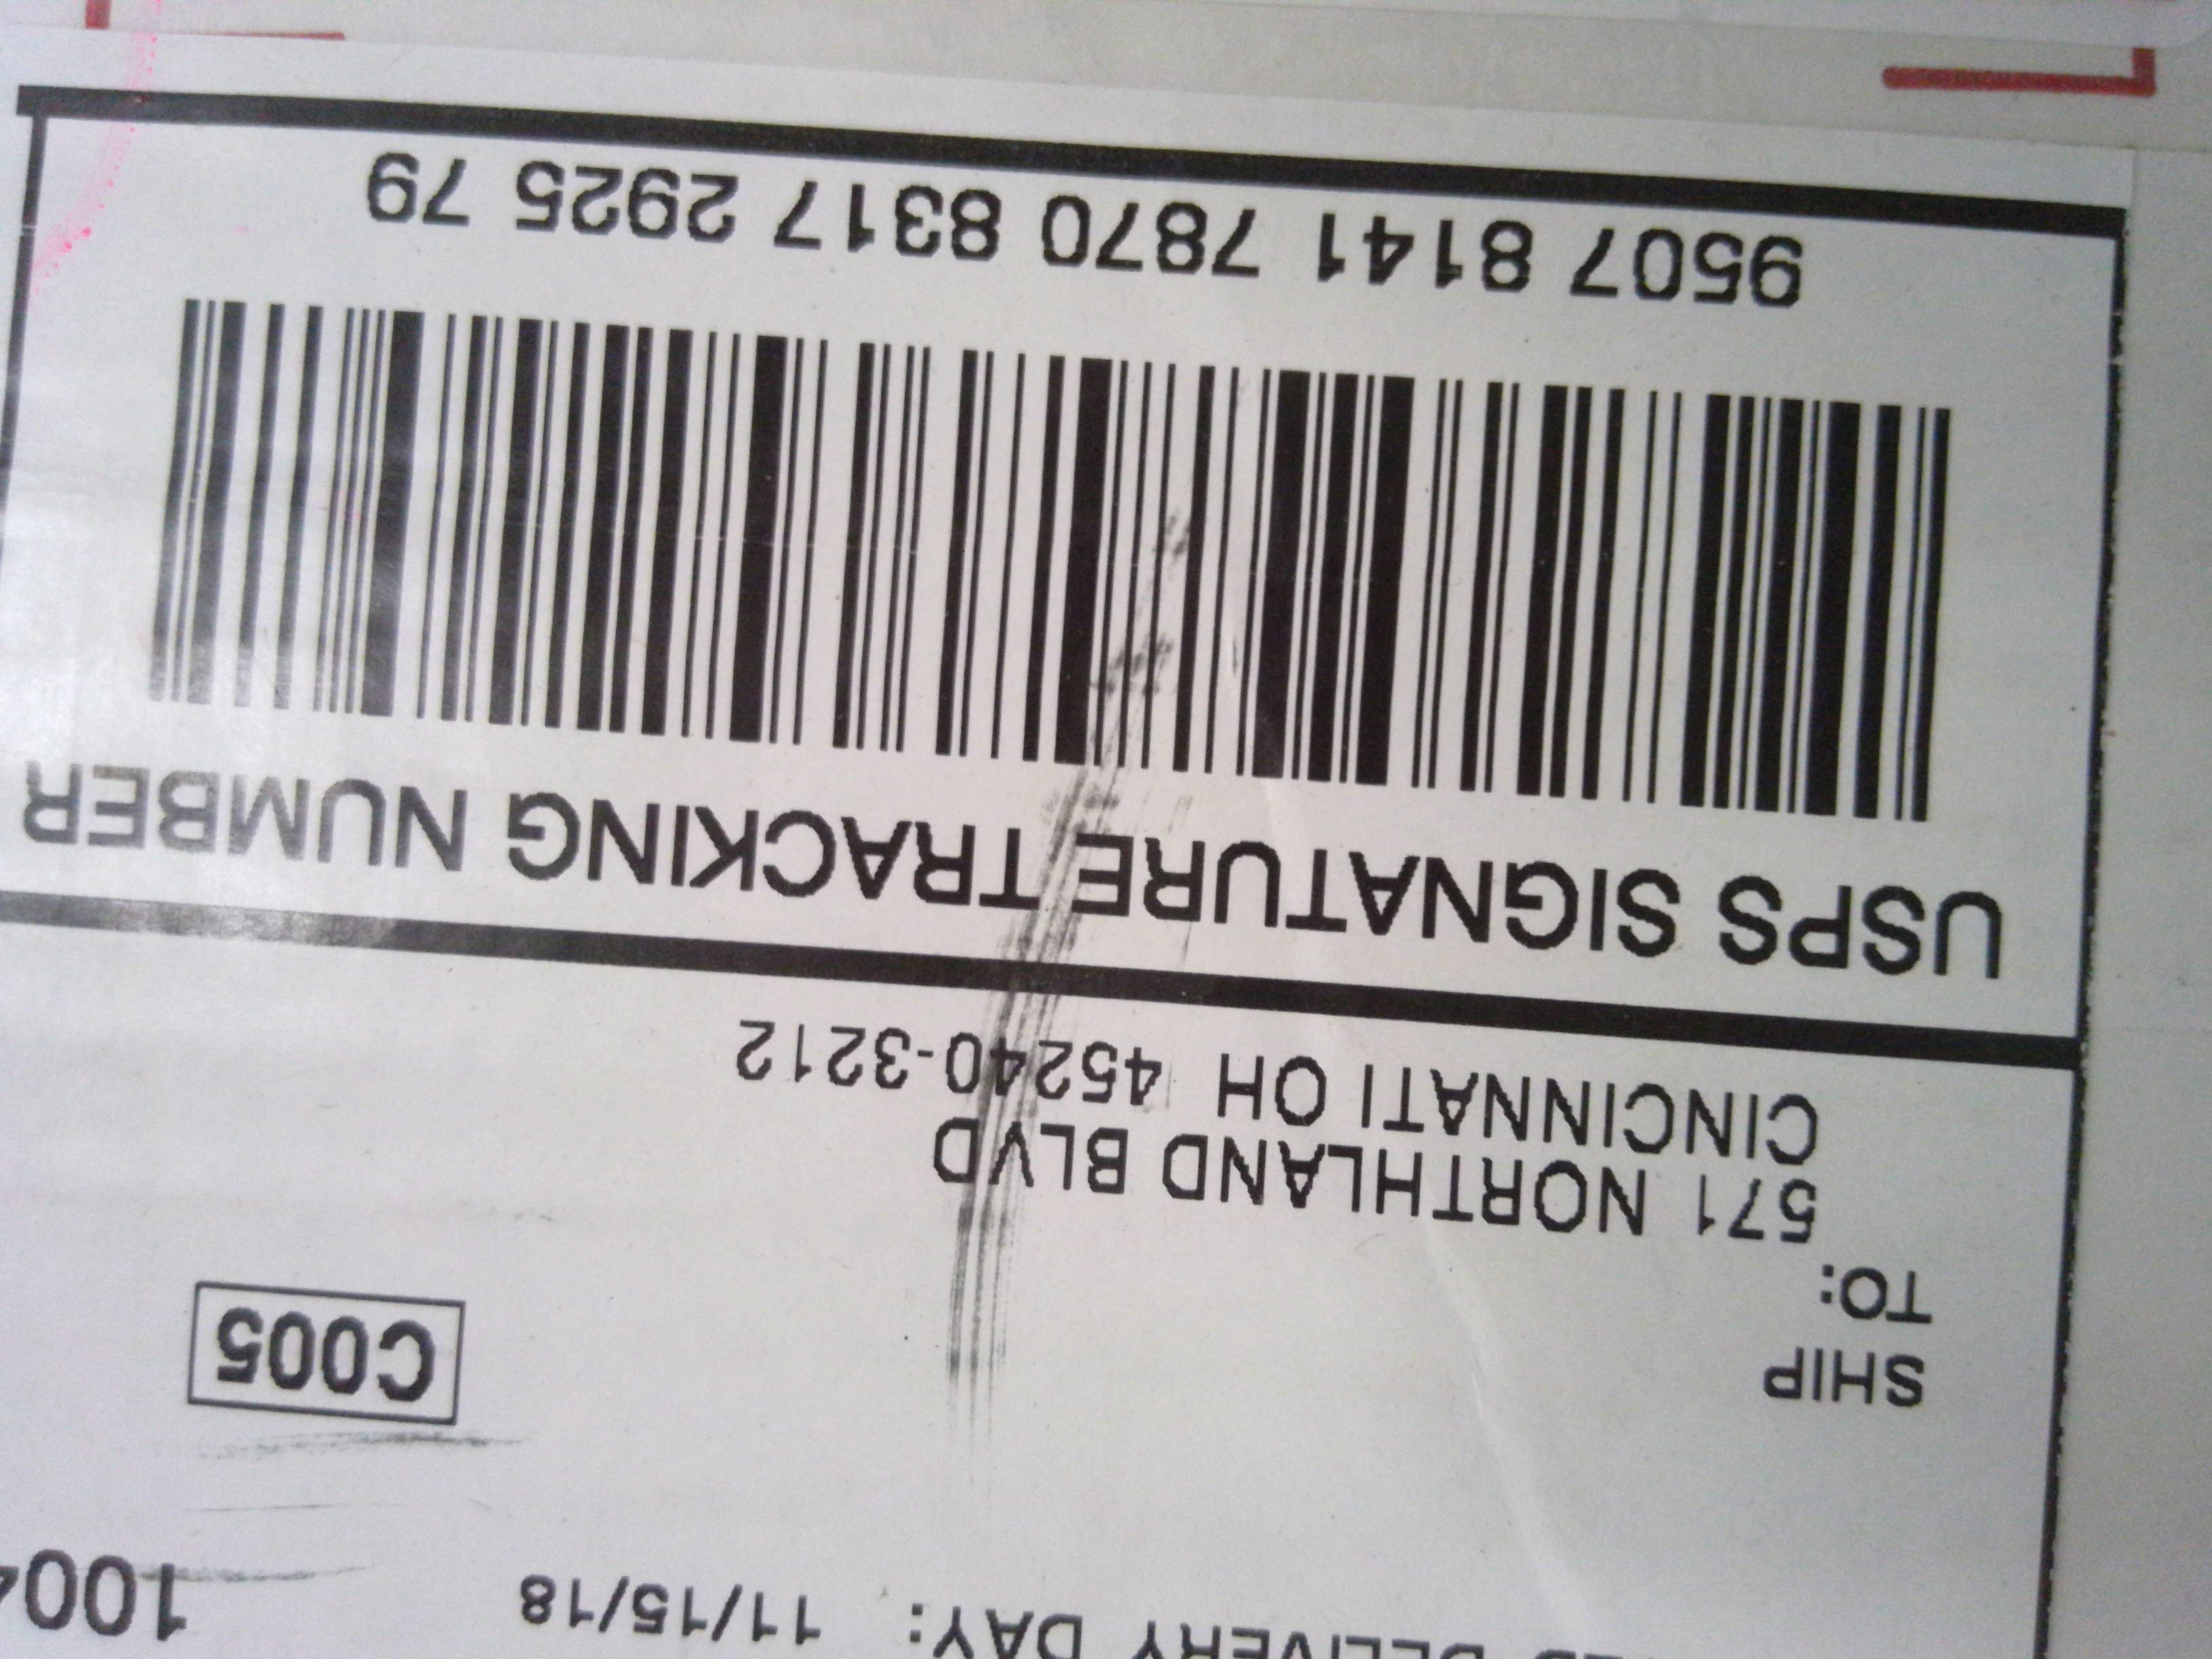 DELIVERY DAY: 11/15/18
C005
SHIP
TO:
571 NORTHLAND BLVD
CINCINNATI OH 45240-3212
USPS SIGNATURE TRACKING NUMBER
9507 8141 7870 8317 2925 79